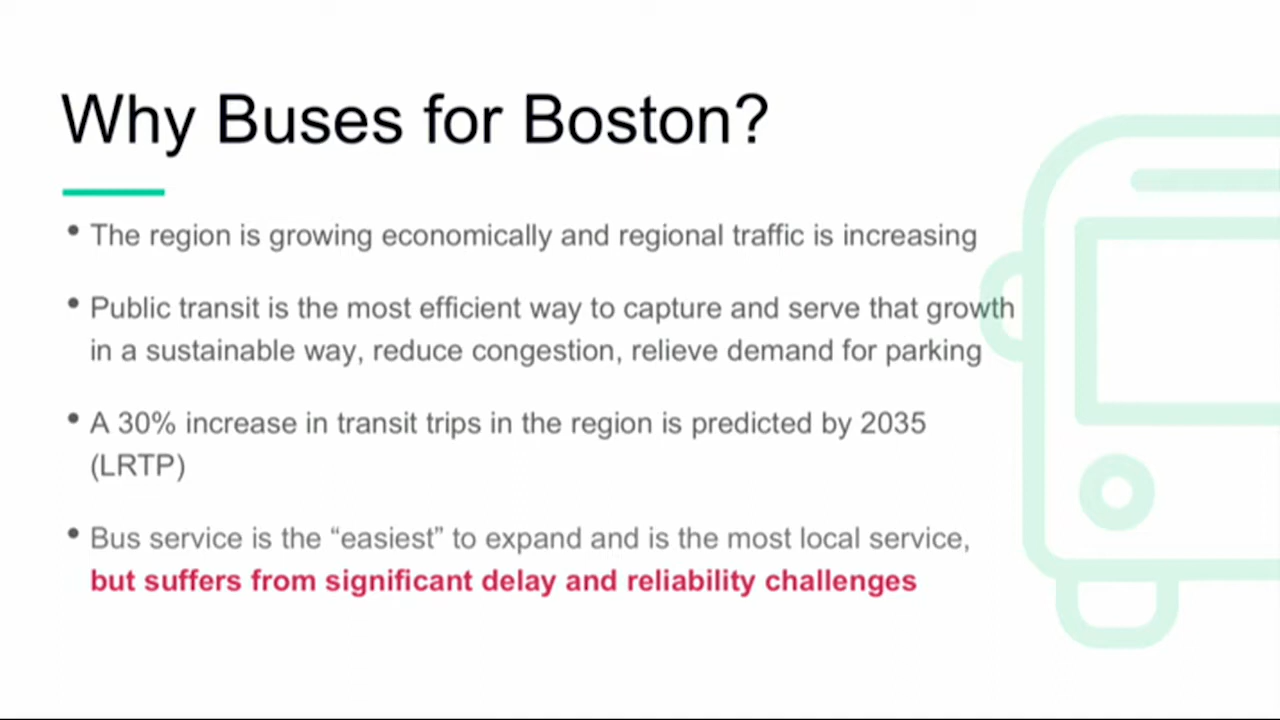 Why Buses for Boston?
• The region is growing economically and regional traffic is increasing
• Public transit is the most efficient way to capture and serve that growth
in a sustainable way, reduce congestion, relieve demand for parking
• A 30% increase in transit trips in the region is predicted by 2035
(LRTP)
• Bus service is the “easiest” to expand and is the most local service,
but suffers from significant delay and reliability challenges